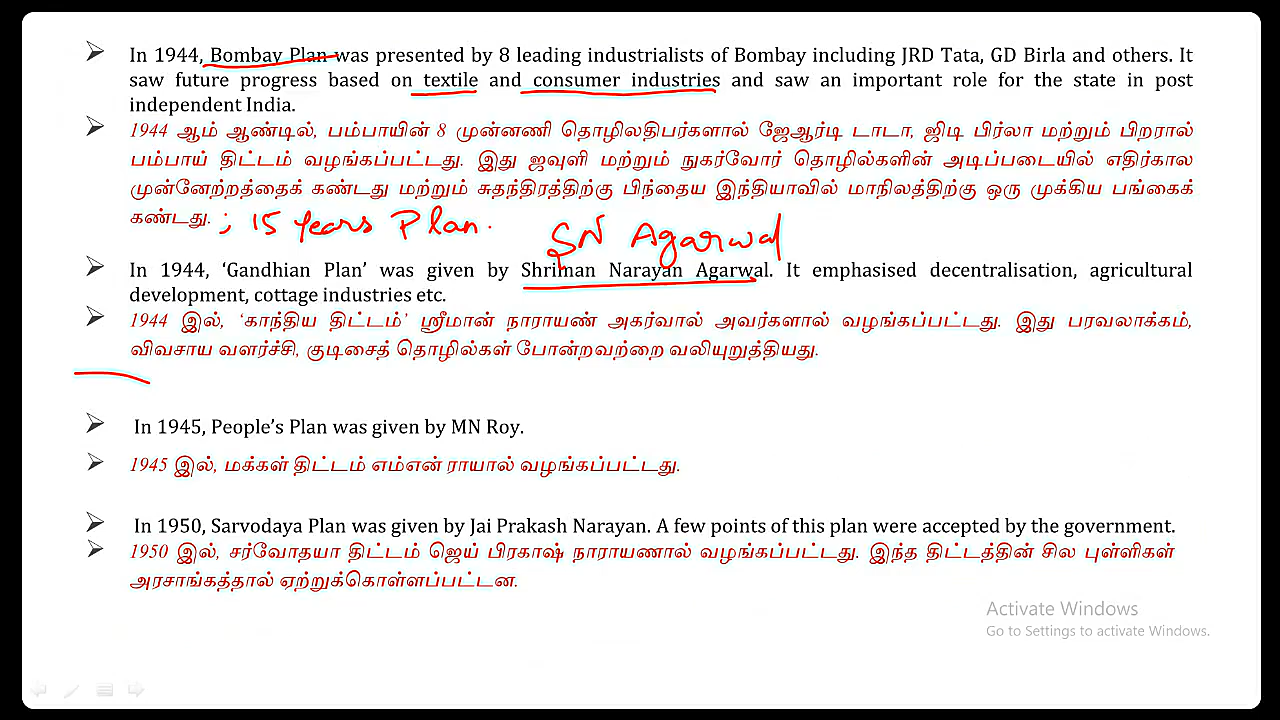 In 1944, Bombay Plan was presented by 8 leading industrialists of Bombay including JRD Tata, GD Birla and others. It
saw future progress based on textile and consumer industries and saw an important role for the state in post
independent India.
1944 ஆம் ஆண்டில், பம்பாயின் 8 முன்னணி தொழிலதிபர்களால் ஜேஆர்டி டாடா, ஜிடி பிர்லா மற்றும் பிறரால்
பம்பாய் திட்டம் வழங்கப்பட்டது. இது ஜவுளி மற்றும் நுகர்வோர் தொழில்களின் அடிப்படையில் எதிர்கால
முன்னேற்றத்தைக் கண்டது மற்றும் சுதந்திரத்திற்கு பிந்தைய இந்தியாவில் மாநிலத்திற்கு ஒரு முக்கிய பங்கைக்
கண்டது. ; 15 Years Plan.
SN Agarwal
In 1944, ‘Gandhian Plan’ was given by Shriman Narayan Agarwal. It emphasised decentralisation, agricultural
development, cottage industries etc.
1944 இல், ‘காந்திய திட்டம்’ ஸ்ரீமான் நாராயண் அகர்வால் அவர்களால் வழங்கப்பட்டது. இது பரவலாக்கம்,
விவசாய வளர்ச்சி, குடிசைத் தொழில்கள் போன்றவற்றை வலியுறுத்தியது.
In 1945, People’s Plan was given by MN Roy.
1945 இல், மக்கள் திட்டம் எம்என் ராயால் வழங்கப்பட்டது.
In 1950, Sarvodaya Plan was given by Jai Prakash Narayan. A few points of this plan were accepted by the government.
1950 இல், சர்வோதயா திட்டம் ஜெய் பிரகாஷ் நாராயணால் வழங்கப்பட்டது. இந்த திட்டத்தின் சில புள்ளிகள்
அரசாங்கத்தால் ஏற்றுக்கொள்ளப்பட்டன.
Activate Windows
Go to Settings to activate Windows.